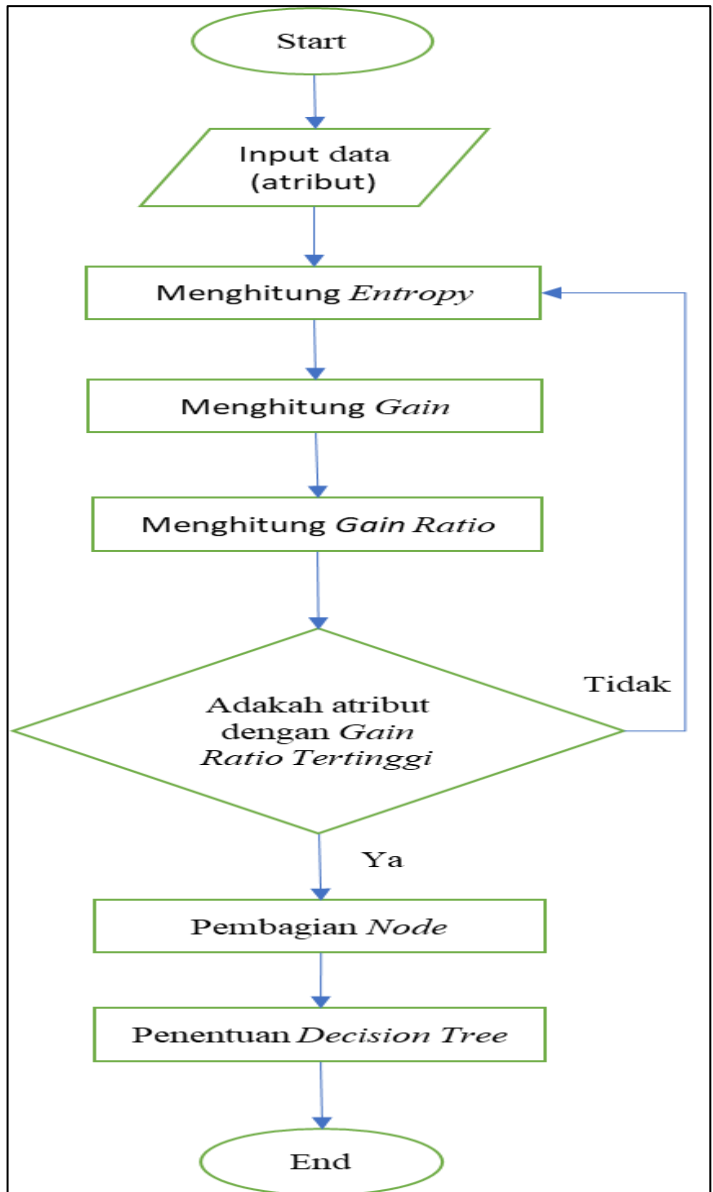 Start
Input data
(atribut)
Menghitung Entropy
Menghitung Gain
Menghitung Gain Ratio
Adakah atribut
dengan Gain
Ratio Tertinggi
Tidak
Ya
Pembagian Node
Penentuan Decision Tree
End